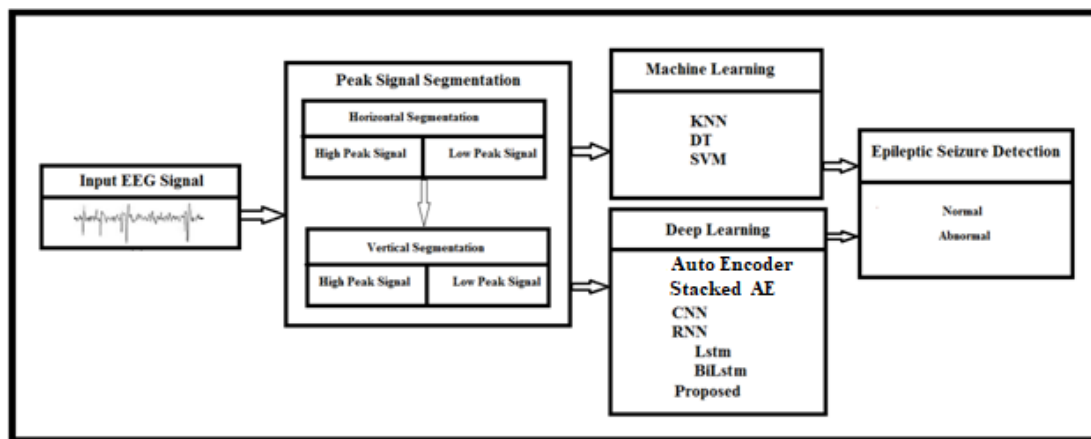 Input EEG Signal
Peak Signal Segmentation
Horizontal Segmentation
High Peak Signal
Low Peak Signal
Vertical Segmentation
High Peak Signal
Low Peak Signal
Machine Learning
KNN
DT
SVM
Deep Learning
Auto Encoder
Stacked AE
CNN
RNN
Lstm
BiLstm
Proposed
Epileptic Seizure Detection
Normal
Abnormal